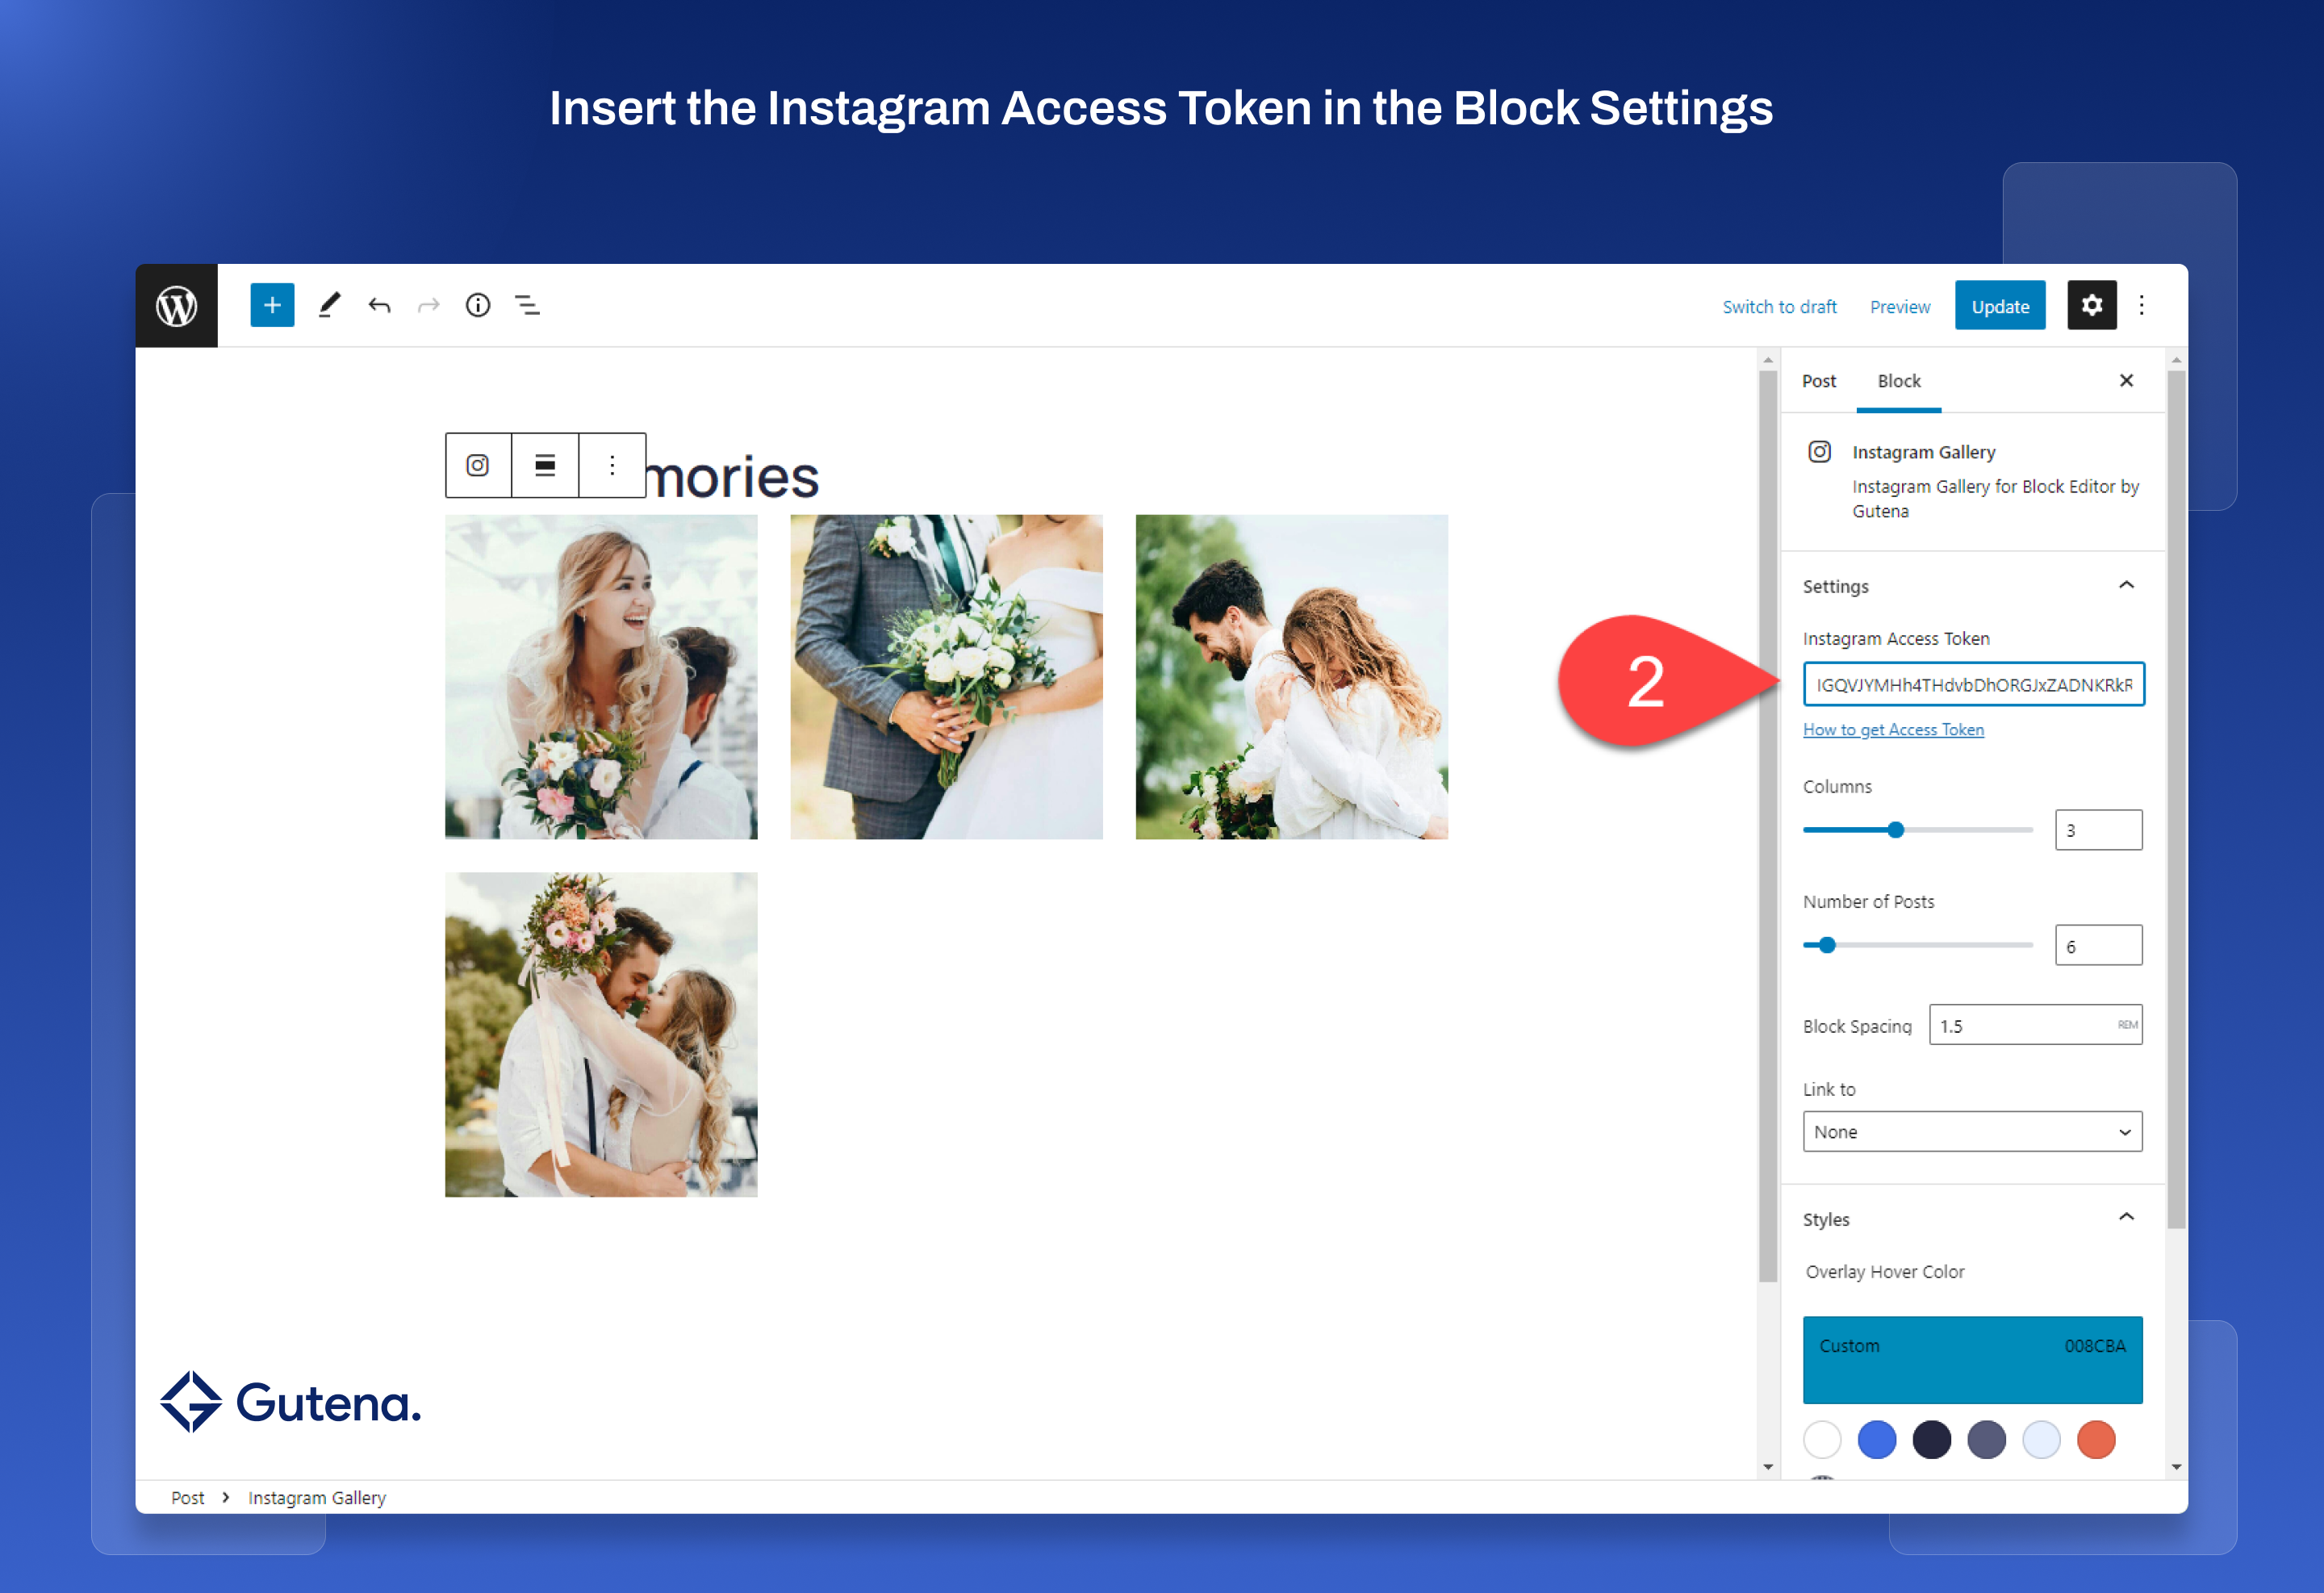 Insert the Instagram Access Token in the Block Settings
Switch to draft
Preview
Update
mories
Post
Block
Instagram Gallery
Instagram Gallery for Block Editor by
Gutena
Settings
Instagram Access Token
IGQVJYMHh4THdvbDhORGJxZADNKRkR
How to get Access Token
2
Columns
3
Number of Posts
6
Block Spacing
1.5
REM
Link to
None
Styles
Overlay Hover Color
Custom
008CBA
Gutena.
Post
Instagram Gallery